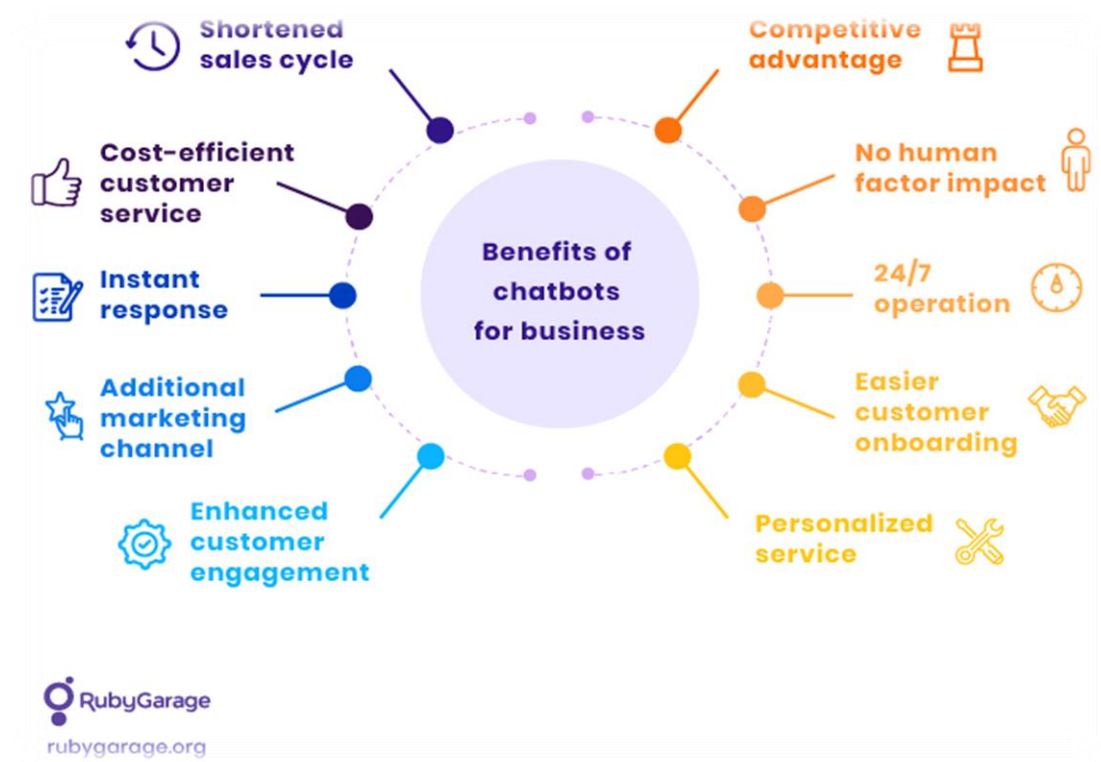 Shortened
sales cycle
Cost-efficient
customer
service
Instant
response
Additional
marketing
channel
Enhanced
customer
engagement
Benefits of
chatbots
for business
Competitive
advantage
No human
factor impact
24/7
operation
Easier
customer
onboarding
Personalized
service
RubyGarage
rubygarage.org